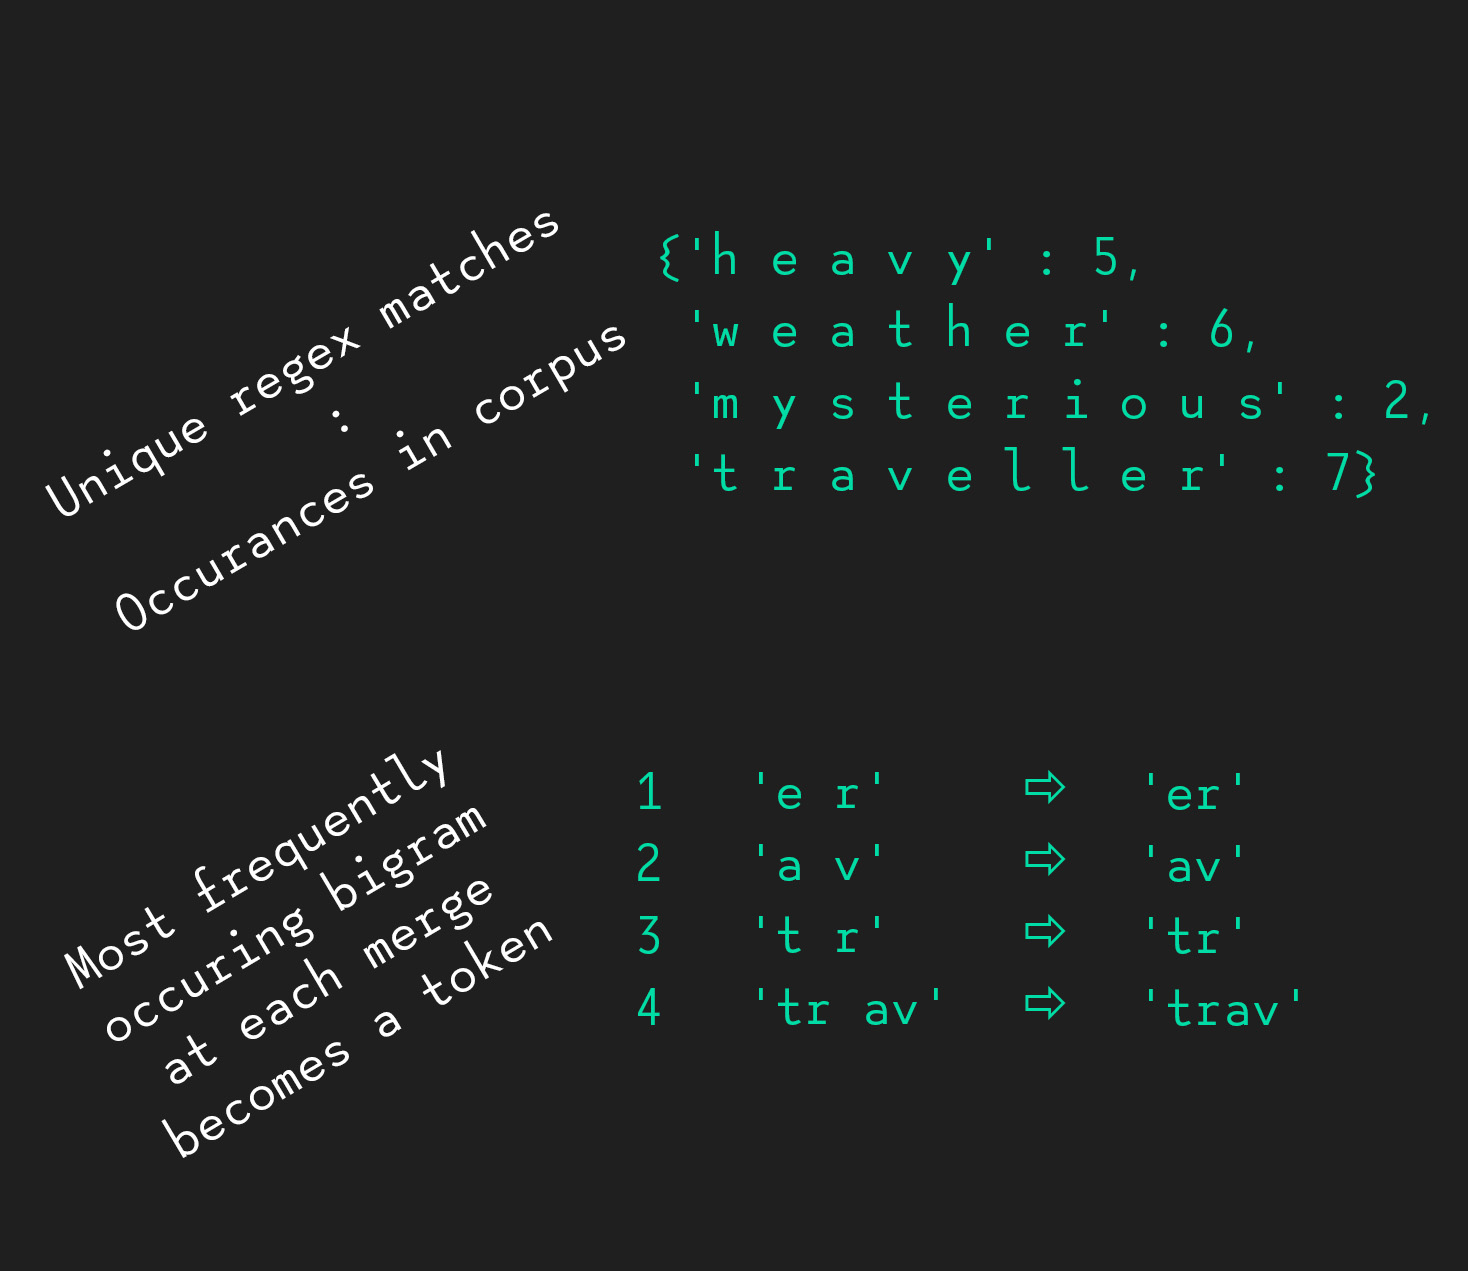 Unique regex matches
:
Occurances in corpus
{'h e a v y' : 5,
'w e a t h e r' : 6,
'm y s t e r i o u s' : 2,
't r a v e l l e r' : 7}
Most frequently
occuring bigram
at each merge
becomes a token
1 'e r' ⇨ 'er'
2 'a v' ⇨ 'av'
3 't r' ⇨ 'tr'
4 'tr av' ⇨ 'trav'